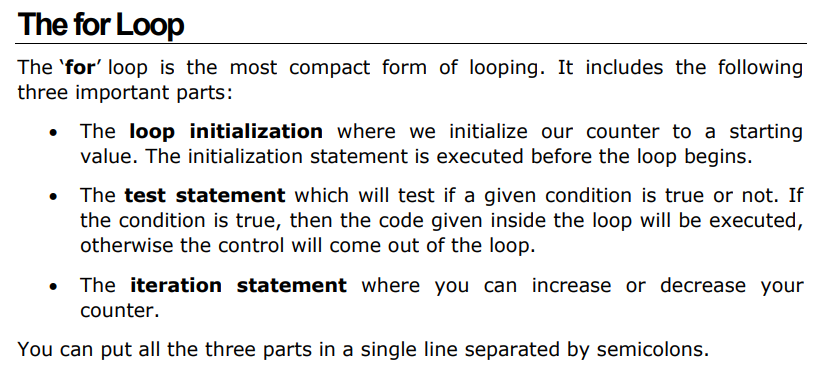 The for Loop
The ‘for’ loop is the most compact form of looping. It includes the following
three important parts:
• The loop initialization where we initialize our counter to a starting
value. The initialization statement is executed before the loop begins.
• The test statement which will test if a given condition is true or not. If
the condition is true, then the code given inside the loop will be executed,
otherwise the control will come out of the loop.
• The iteration statement where you can increase or decrease your
counter.
You can put all the three parts in a single line separated by semicolons.